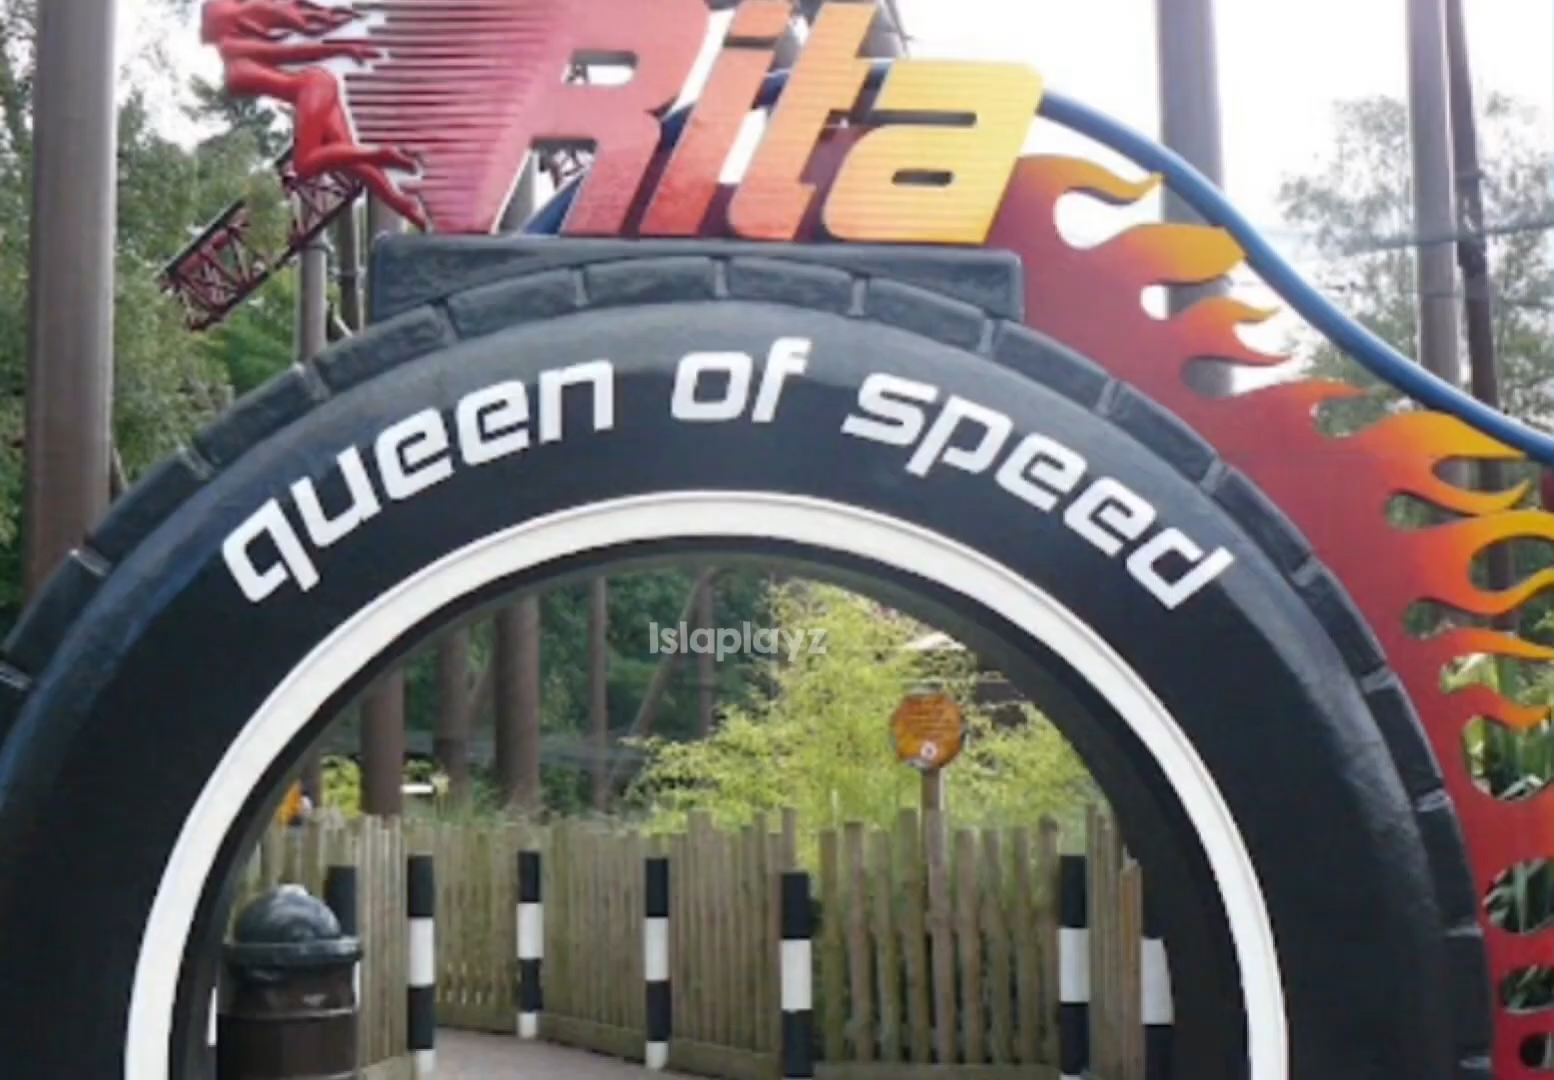 Rita
queen of speed
Islaplayz